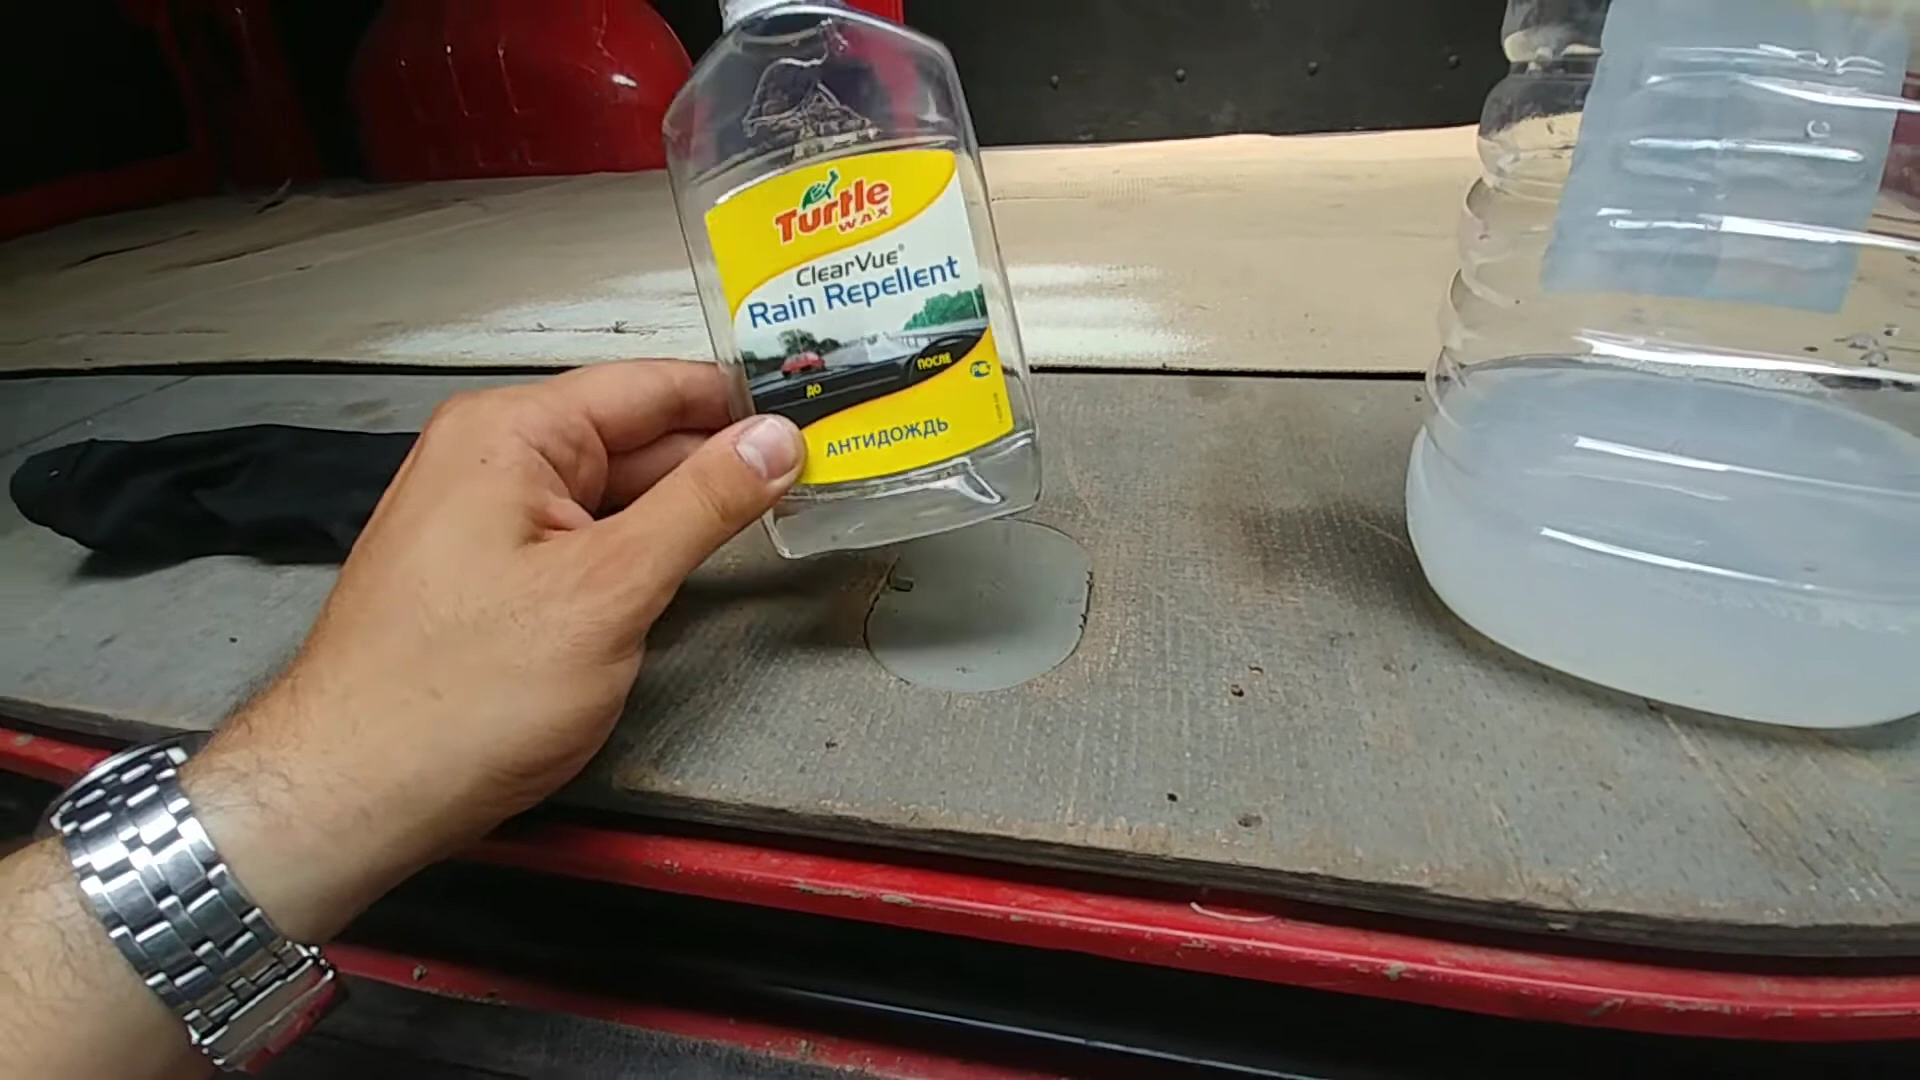 Turtle
WAX
ClearVue®
Rain Repellent
ДО
ПОСЛЕ
АНТИДОЖДЬ